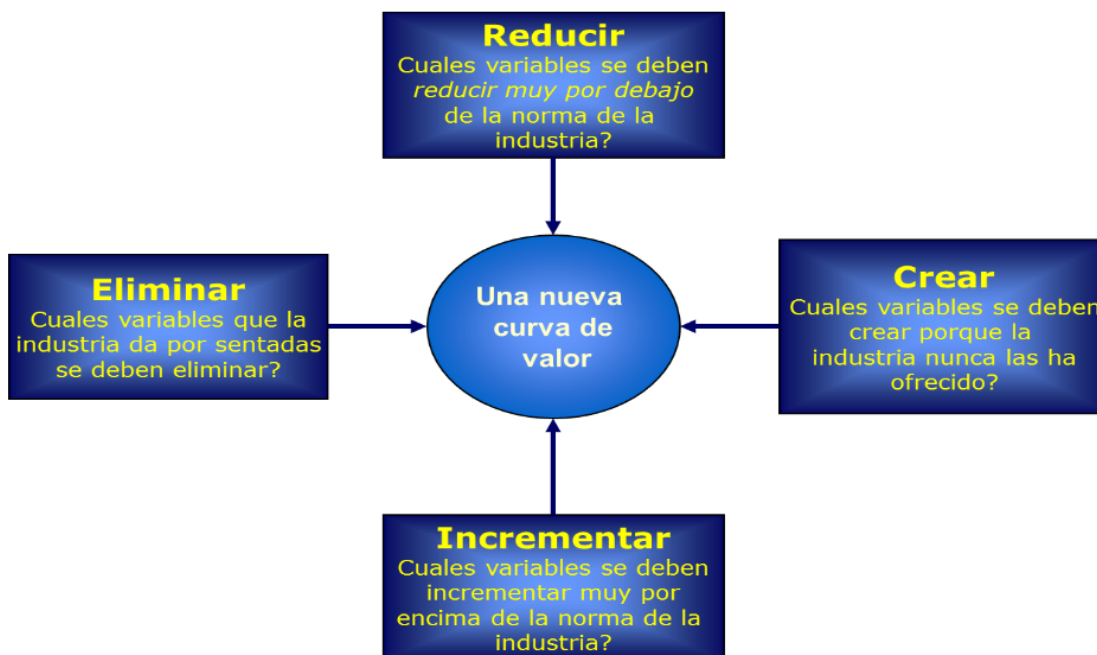 Reducir
Cuales variables se deben
reducir muy por debajo
de la norma de la
industria?
Eliminar
Cuales variables que la
industria da por sentadas
se deben eliminar?
Una nueva
curva de
valor
Crear
Cuales variables se deben
crear porque la
industria nunca las ha
ofrecido?
Incrementar
Cuales variables se deben
incrementar muy por
encima de la norma de la
industria?